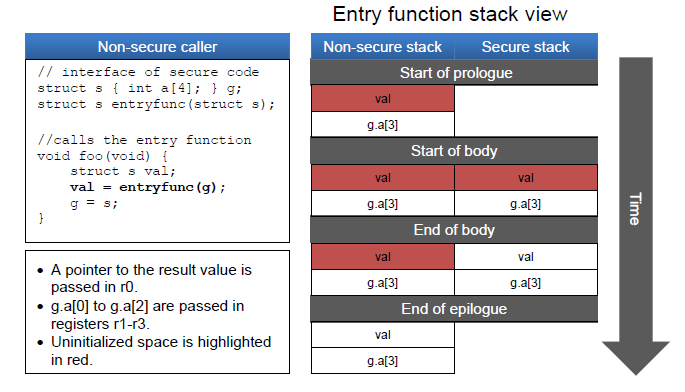 Entry function stack view
Non-secure caller
// interface of secure code
struct s { int a[4]; } g;
struct s entryfunc(struct s);
//calls the entry function
void foo(void) {
struct s val;
val = entryfunc(g);
g = s;
}
• A pointer to the result value is
passed in r0.
• g.a[0] to g.a[2] are passed in
registers r1-r3.
• Uninitialized space is highlighted
in red.
Non-secure stack Secure stack
Start of prologue
val
g.a[3]
Start of body
val val
g.a[3] g.a[3]
End of body
val val
g.a[3] g.a[3]
End of epilogue
val
g.a[3]
Time